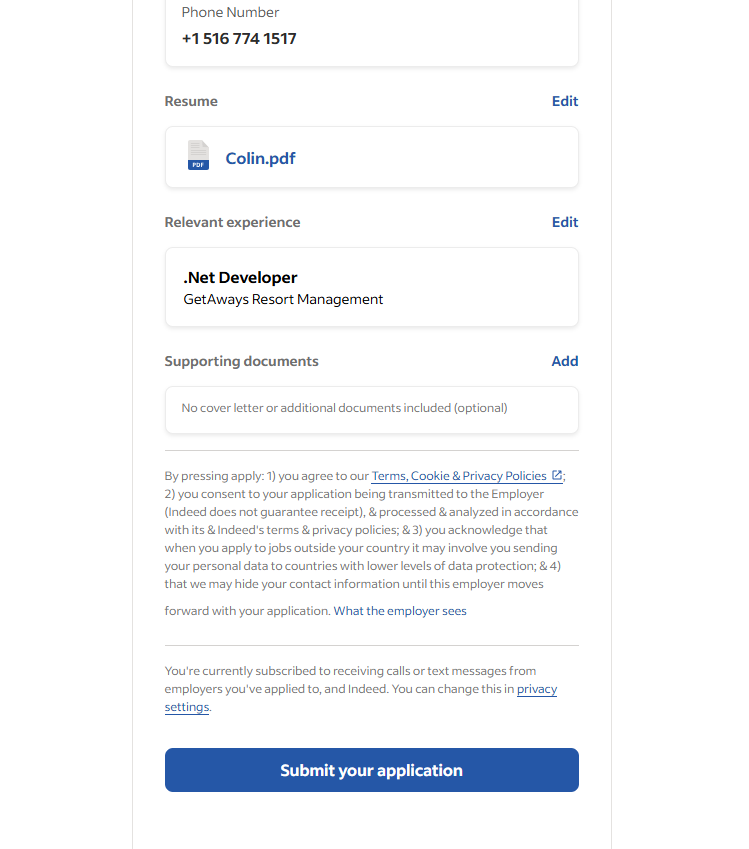 Phone Number
+1 516 774 1517
Resume
Edit
PDF
Colin.pdf
Relevant experience
Edit
.Net Developer
GetAways Resort Management
Supporting documents
Add
No cover letter or additional documents included (optional)
By pressing apply: 1) you agree to our Terms, Cookie & Privacy Policies ;
2) you consent to your application being transmitted to the Employer
(Indeed does not guarantee receipt), & processed & analyzed in accordance
with its & Indeed's terms & privacy policies; & 3) you acknowledge that
when you apply to jobs outside your country it may involve you sending
your personal data to countries with lower levels of data protection; & 4)
that we may hide your contact information until this employer moves
forward with your application. What the employer sees
You're currently subscribed to receiving calls or text messages from
employers you've applied to, and Indeed. You can change this in privacy
settings.
Submit your application